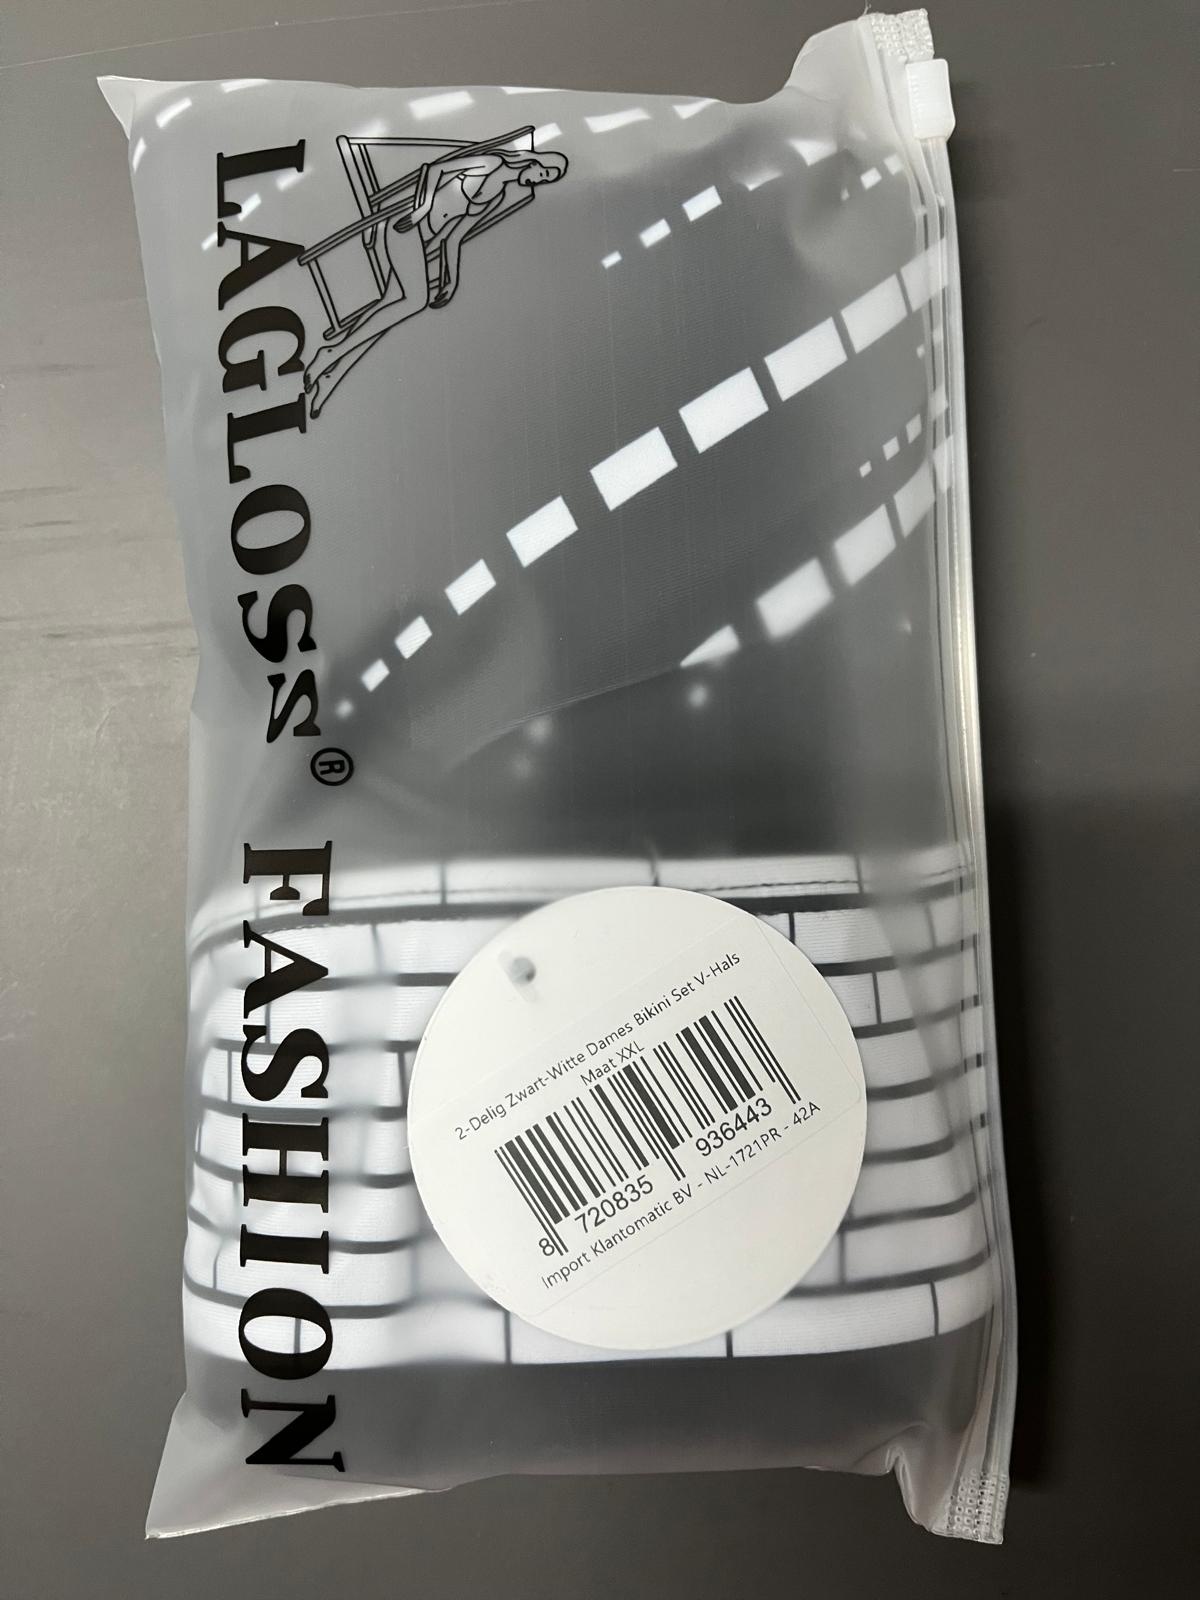 LAGLOSS® FASHION
2-Delig Zwart-Witte Dames Bikini Set V-Hals
Maat XXL
8 720835 936443
Import Klantomatic BV - NL-1721PR - 42A